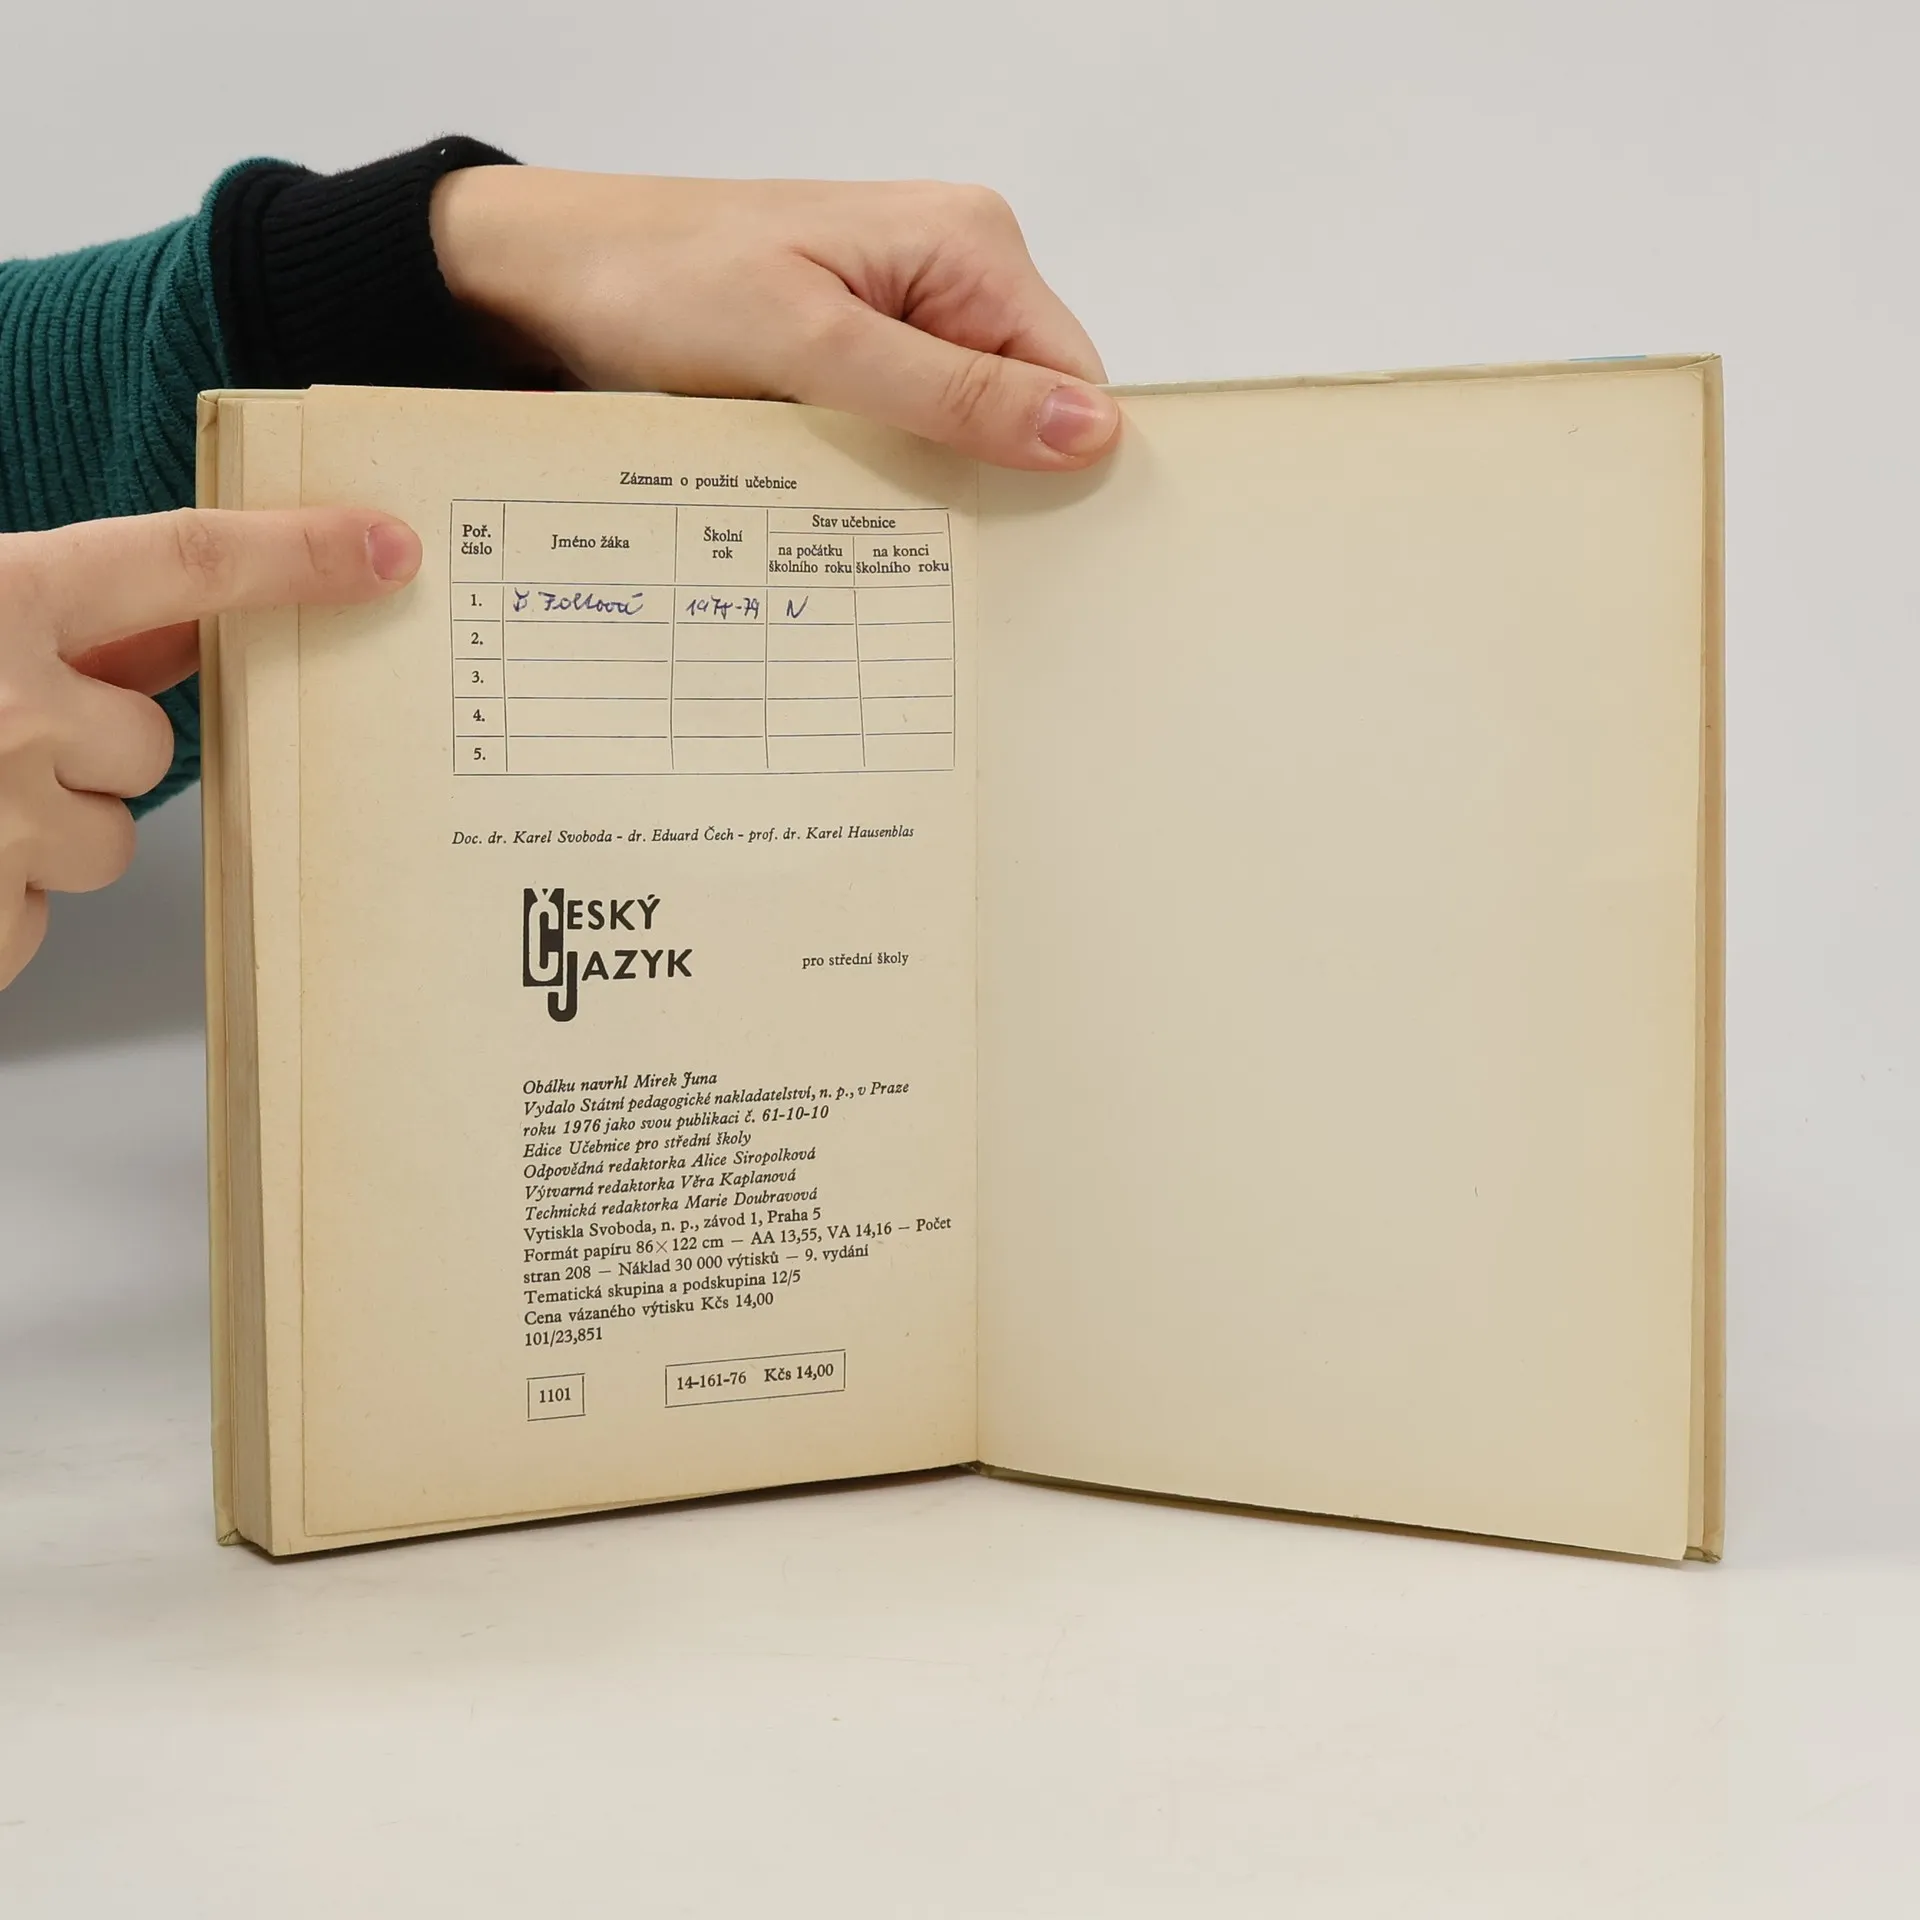 Záznam o použití učebnice
Poř. číslo
Jméno žáka
Školní rok
Stav učebnice
na počátku školního roku
na konci školního roku
1. 1978-79 N
2.
3.
4.
5.
Doc. dr. Karel Svoboda - dr. Eduard Čech - prof. dr. Karel Hausenblas
ČESKÝ
JAZYK
pro střední školy
Obálku navrhl Mirek Juna
Vydalo Státní pedagogické nakladatelství, n. p., v Praze
roku 1976 jako svou publikaci č. 61-10-10
Edice Učebnice pro střední školy
Odpovědná redaktorka Alice Siropolková
Výtvarná redaktorka Věra Kaplanová
Technická redaktorka Marie Doubravová
Vytiskla Svoboda, n. p., závod 1, Praha 5
Formát papíru 86×122 cm — AA 13,55, VA 14,16 — Počet
stran 208 — Náklad 30 000 výtisků — 9. vydání
Tematická skupina a podskupina 12/5
Cena vázaného výtisku Kčs 14,00
101/23,851
1101
14-161-76 Kčs 14,00